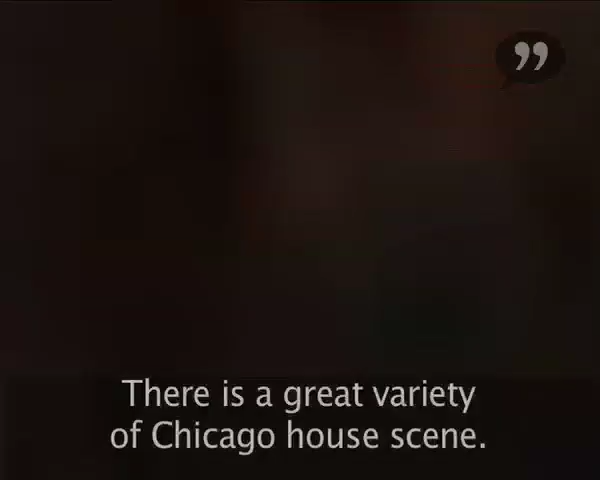 There is a great variety
of Chicago house scene.